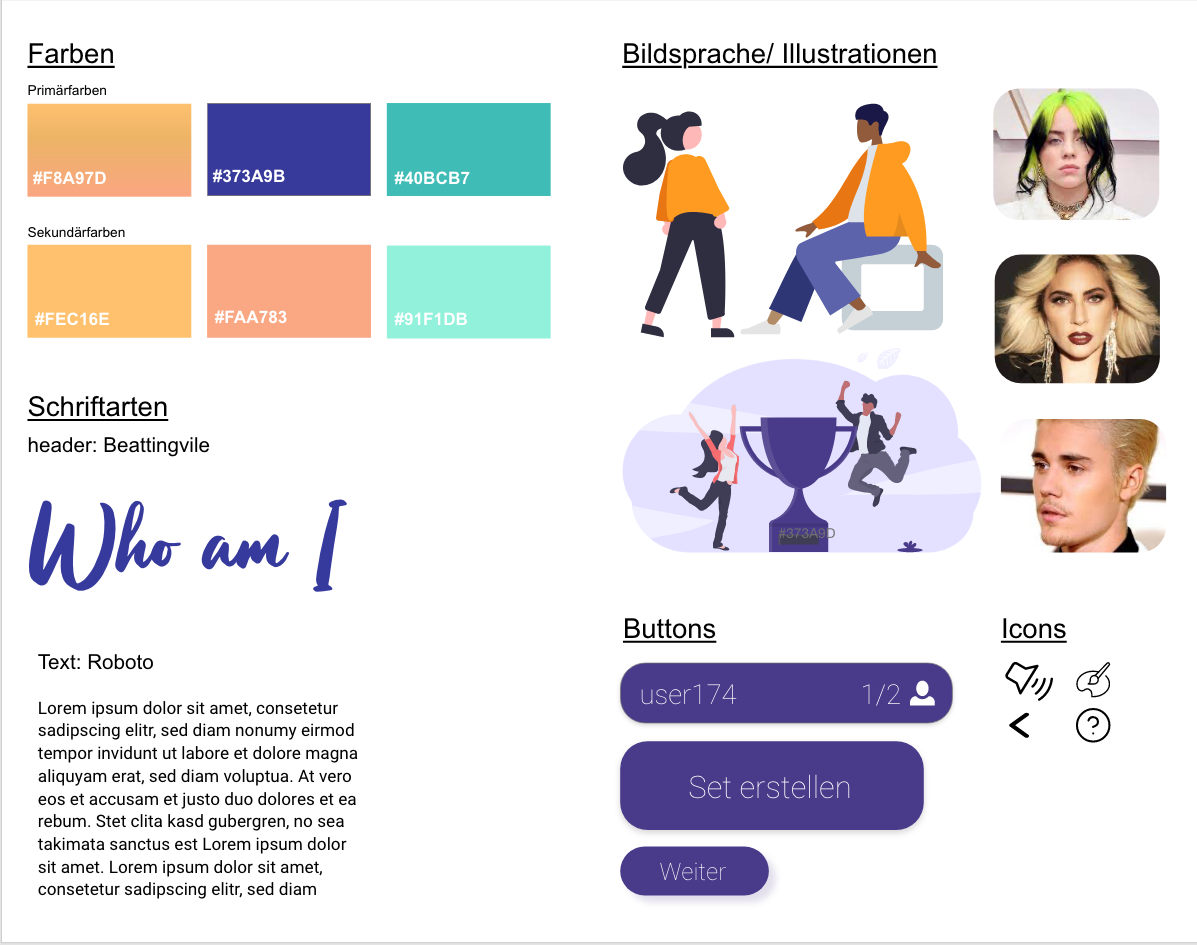 Farben
Primärfarben
#F8A97D
#373A9B
#40BCB7
Sekundärfarben
#FEC16E
#FAA783
#91F1DB
Schriftarten
header: Beattingvile
Who am I
Text: Roboto
Lorem ipsum dolor sit amet, consetetur
sadipscing elitr, sed diam nonumy eirmod
tempor invidunt ut labore et dolore magna
aliquyam erat, sed diam voluptua. At vero
eos et accusam et justo duo dolores et ea
rebum. Stet clita kasd gubergren, no sea
takimata sanctus est Lorem ipsum dolor
sit amet. Lorem ipsum dolor sit amet,
consetetur sadipscing elitr, sed diam
Bildsprache/ Illustrationen
#373A9D
Buttons
user174 1/2
Set erstellen
Weiter
Icons
?